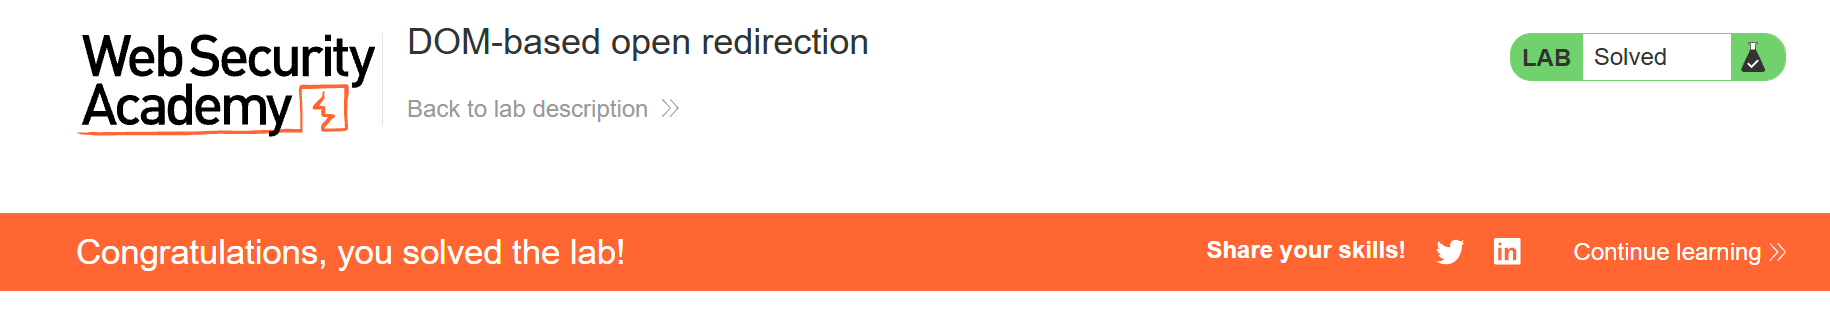 Web Security
Academy
DOM-based open redirection
Back to lab description
LAB Solved
Congratulations, you solved the lab!
Share your skills!
in
Continue learning